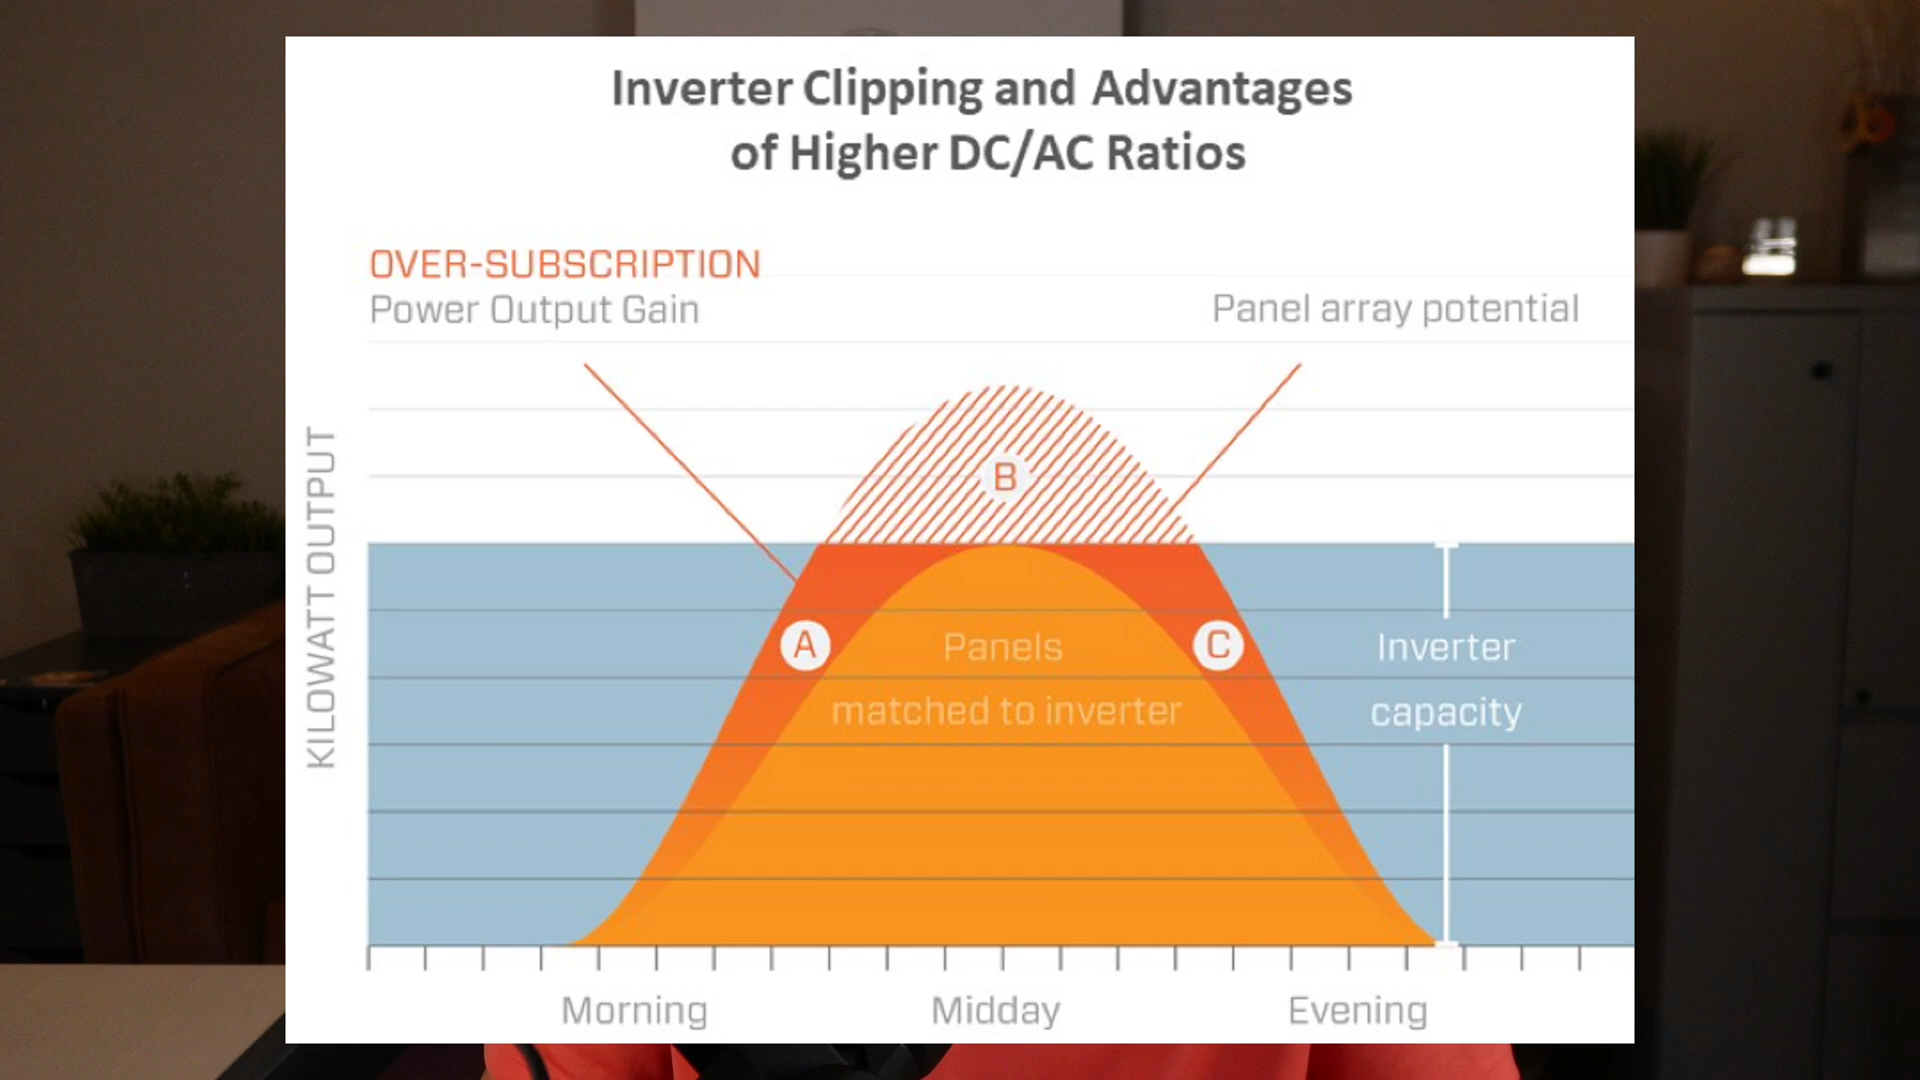 Inverter Clipping and Advantages
of Higher DC/AC Ratios
OVER-SUBSCRIPTION
Power Output Gain
Panel array potential
KILOWATT OUTPUT
B
A
C
Panels
matched to inverter
Inverter
capacity
Morning
Midday
Evening